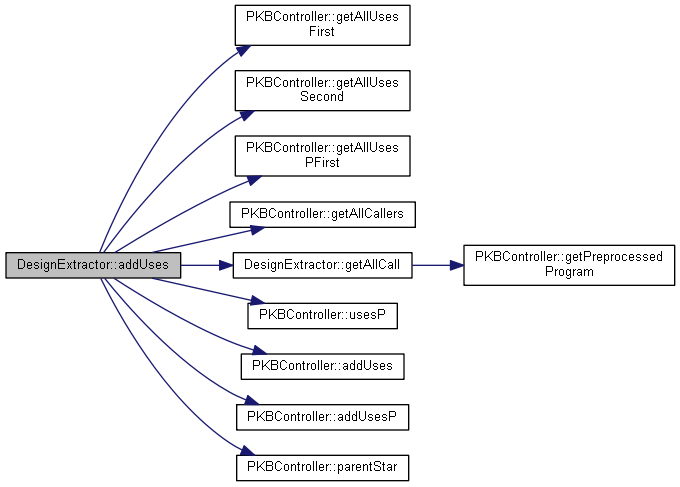 PKBController::getAllUses
First
PKBController::getAllUses
Second
PKBController::getAllUses
PFirst
PKBController::getAllCallers
DesignExtractor::addUses
DesignExtractor::getAllCall
PKBController::getPreprocessed
Program
PKBController::usesP
PKBController::addUses
PKBController::addUsesP
PKBController::parentStar